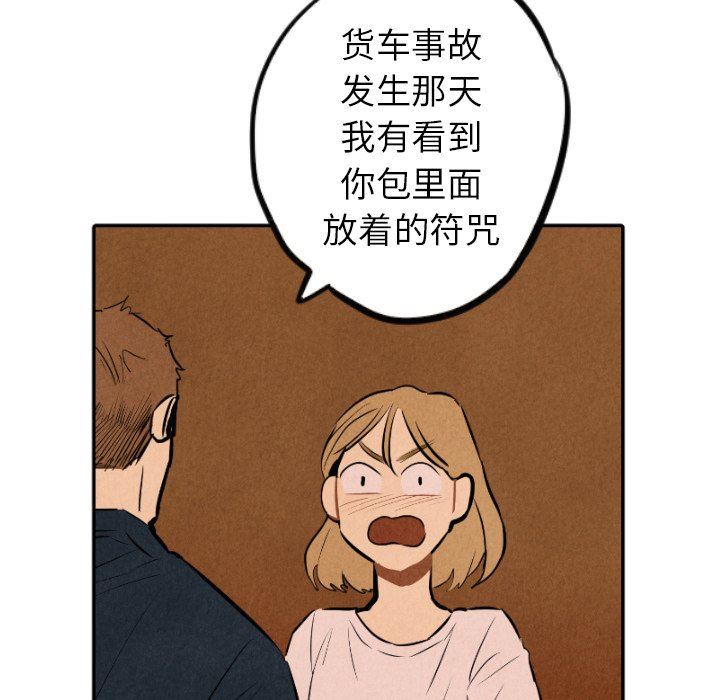 货车事故
发生那天
我有看到
你包里面
放着的符咒